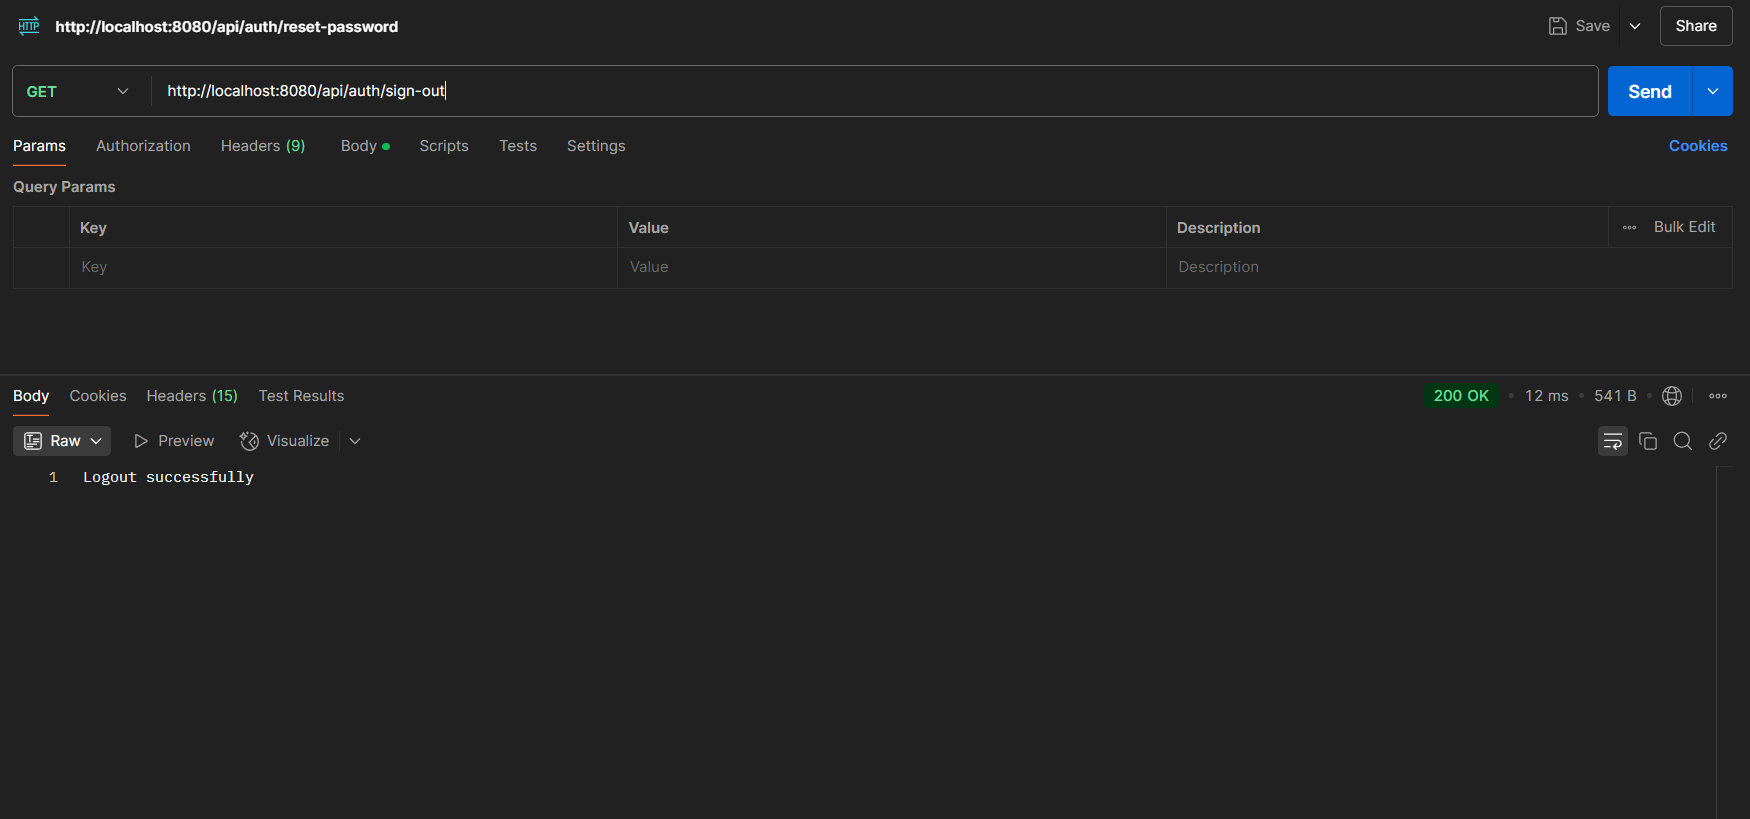 HTTP http://localhost:8080/api/auth/reset-password Save Share
GET http://localhost:8080/api/auth/sign-out Send
Params Authorization Headers (9) Body Scripts Tests Settings Cookies
Query Params
Key Value Description Bulk Edit
Key Value Description
Body Cookies Headers (15) Test Results 200 OK 12 ms 541 B
Raw Preview Visualize
1 Logout successfully